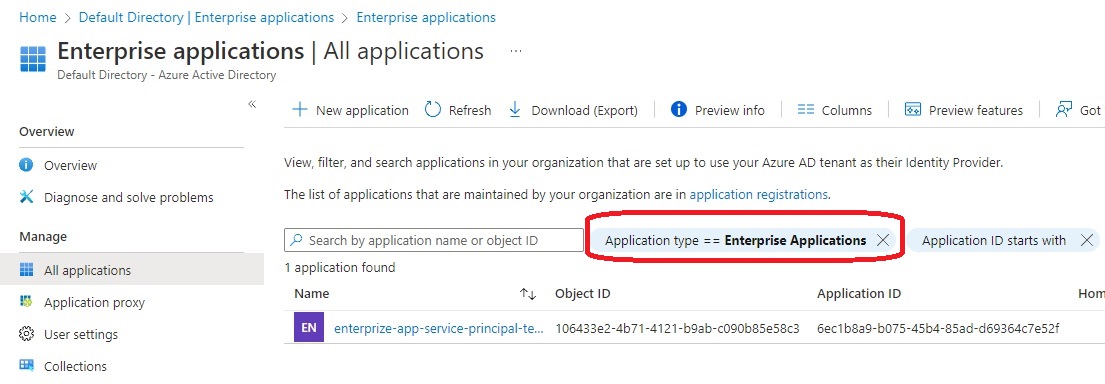 Home > Default Directory | Enterprise applications > Enterprise applications
Enterprise applications | All applications ...
Default Directory - Azure Active Directory
«
+ New application Refresh Download (Export) Preview info Columns Preview features Got
Overview
Overview
Diagnose and solve problems
Manage
All applications
Application proxy
User settings
Collections
View, filter, and search applications in your organization that are set up to use your Azure AD tenant as their Identity Provider.
The list of applications that are maintained by your organization are in application registrations.
Search by application name or object ID Application type == Enterprise Applications Application ID starts with
1 application found
Name Object ID Application ID Hom
EN enterprize-app-service-principal-te... 106433e2-4b71-4121-b9ab-c090b85e58c3 6ec1b8a9-b075-45b4-85ad-d69364c7e52f